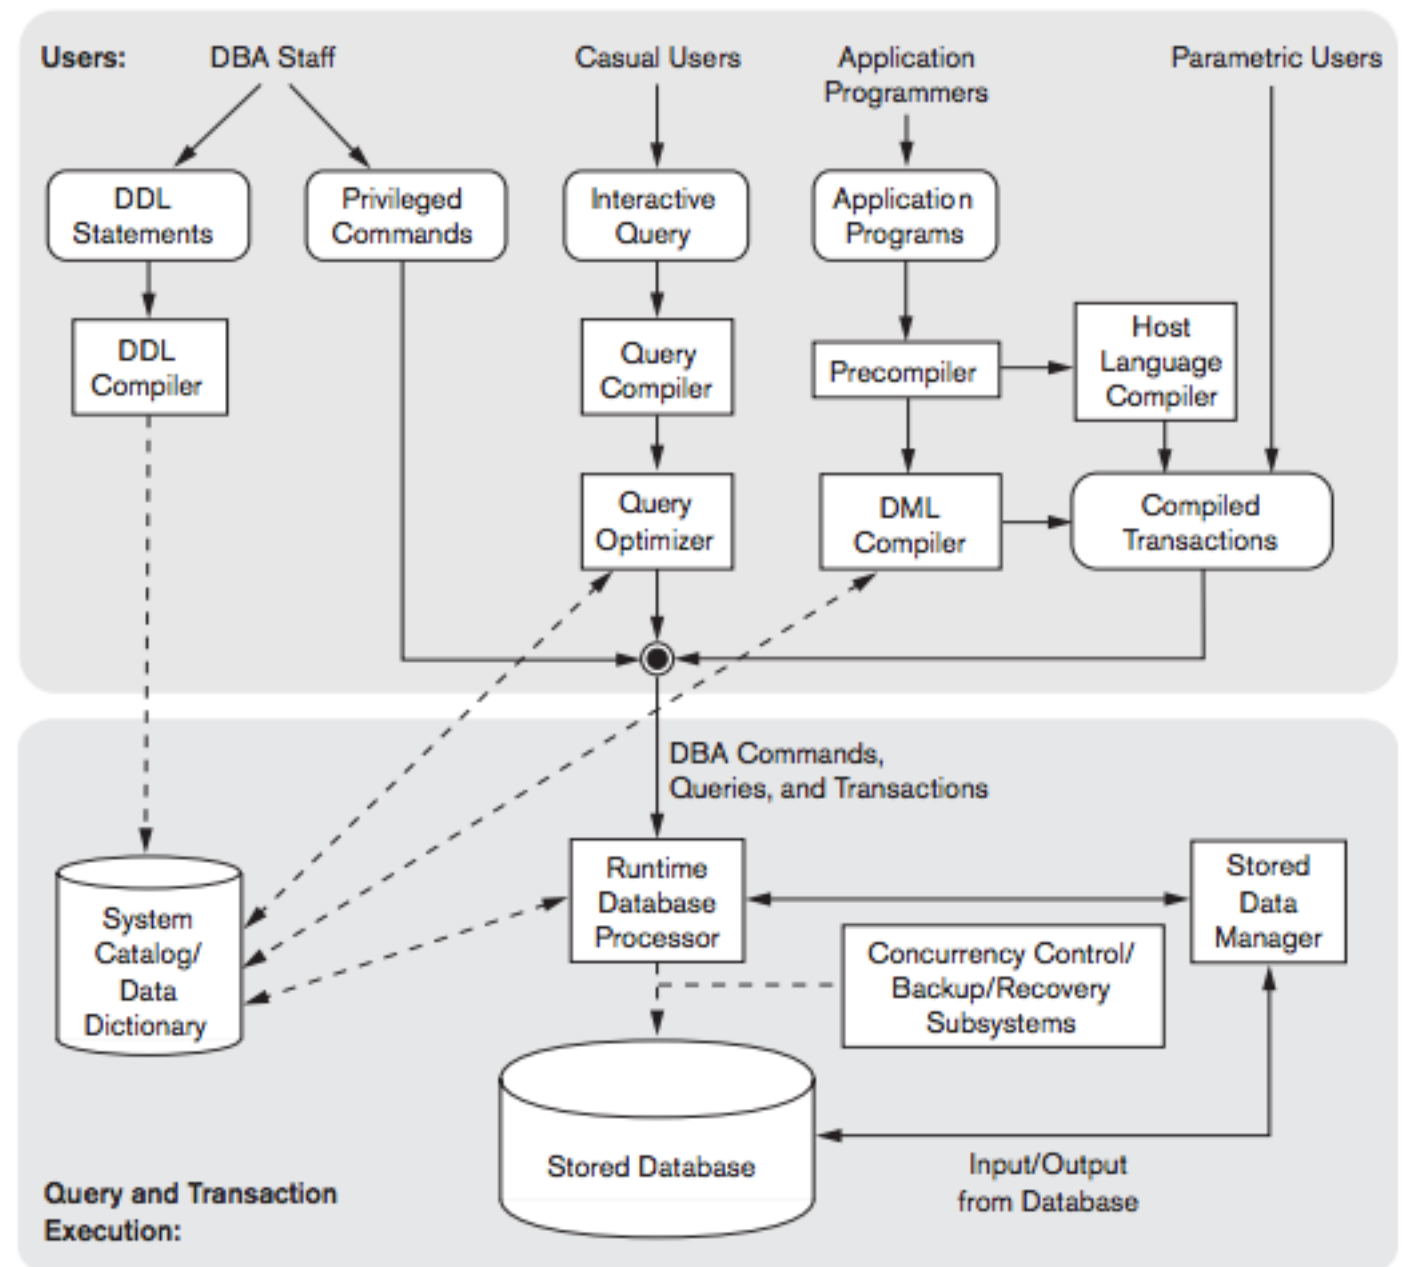 Users:
DBA Staff
Casual Users
Application
Programmers
Parametric Users
DDL
Statements
Privileged
Commands
Interactive
Query
Application
Programs
DDL
Compiler
Query
Compiler
Precompiler
Host
Language
Compiler
Query
Optimizer
DML
Compiler
Compiled
Transactions
DBA Commands,
Queries, and Transactions
System
Catalog/
Data
Dictionary
Runtime
Database
Processor
Stored
Data
Manager
Concurrency Control/
Backup/Recovery
Subsystems
Stored Database
Input/Output
from Database
Query and Transaction
Execution: